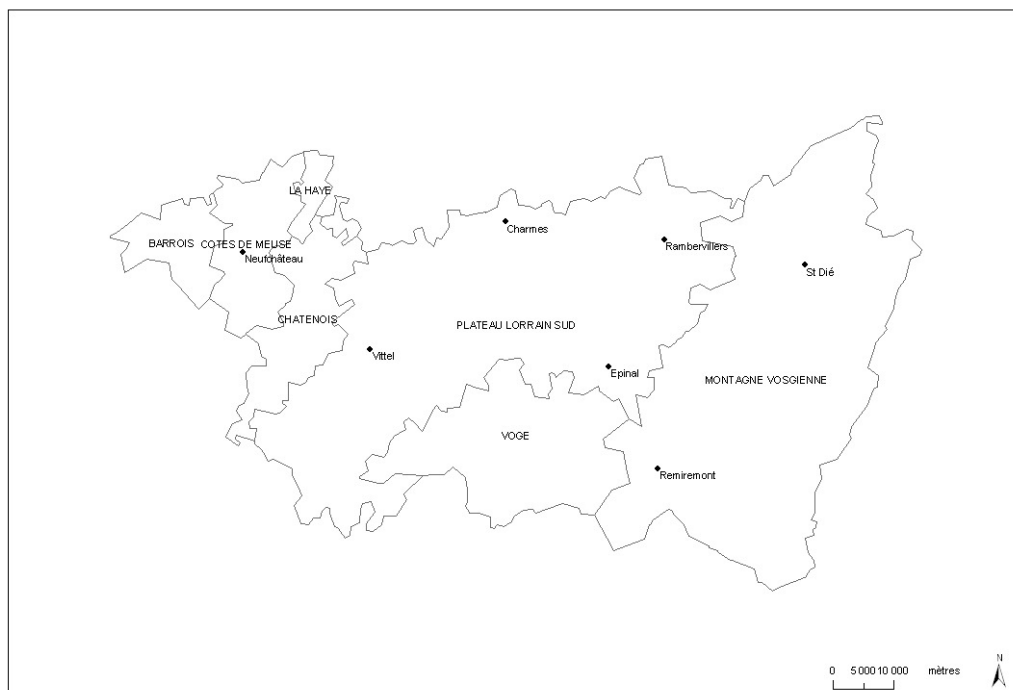 LA HAYE
Charmes
BARROIS
COTES DE MEUSE
Rambervillers
Neufchâteau
St Dié
CHATENOIS
PLATEAU LORRAIN SUD
Vittel
Epinal
MONTAGNE VOSGIENNE
VOGE
Remiremont
N
0 5 000 10 000 mètres